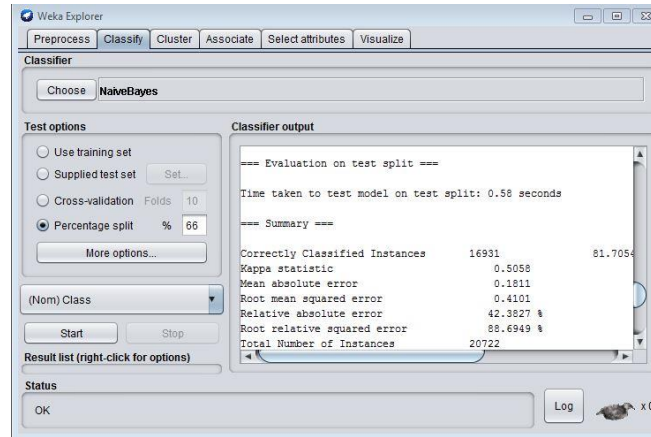 Weka Explorer
Preprocess Classify Cluster Associate Select attributes Visualize
Classifier
Choose NaiveBayes
Test options
Use training set
Supplied test set Set...
Cross-validation Folds 10
Percentage split % 66
More options...
(Nom) Class
Start Stop
Result list (right-click for options)
Classifier output
=== Evaluation on test split ===
Time taken to test model on test split: 0.58 seconds
=== Summary ===
Correctly Classified Instances 16931 81.7054
Kappa statistic 0.5058
Mean absolute error 0.1811
Root mean squared error 0.4101
Relative absolute error 42.3827 %
Root relative squared error 88.6949 %
Total Number of Instances 20722
Status
OK
Log
x 0